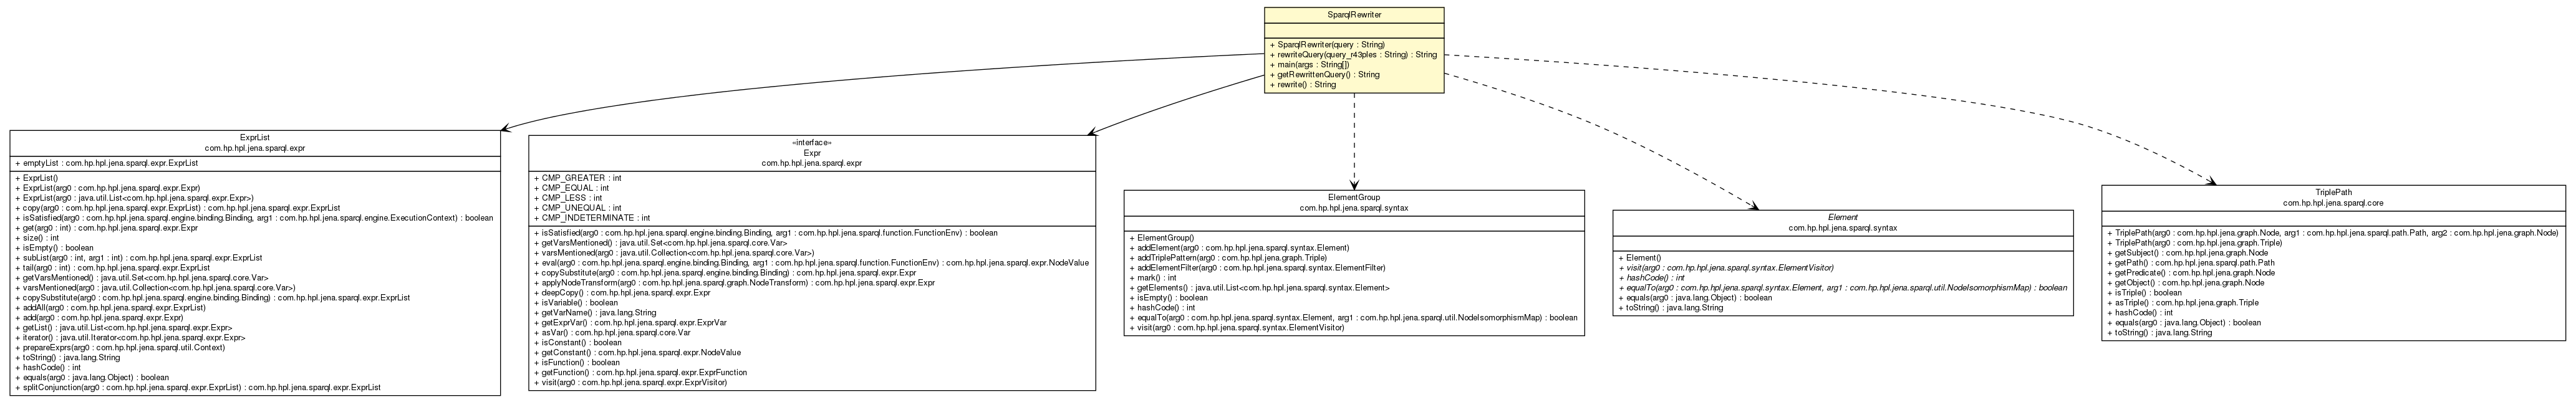 SparqlRewriter
+ SparqlRewriter(query : String)
+ rewriteQuery(query_r43ples : String) : String
+ main(args : String[])
+ getRewrittenQuery() : String
+ rewrite() : String
ExprList
com.hp.hpl.jena.sparql.expr
+ emptyList : com.hp.hpl.jena.sparql.expr.ExprList
+ ExprList()
+ ExprList(arg0 : com.hp.hpl.jena.sparql.expr.Expr)
+ ExprList(arg0 : java.util.List<com.hp.hpl.jena.sparql.expr.Expr>)
+ copy(arg0 : com.hp.hpl.jena.sparql.expr.ExprList) : com.hp.hpl.jena.sparql.expr.ExprList
+ isSatisfied(arg0 : com.hp.hpl.jena.sparql.engine.binding.Binding, arg1 : com.hp.hpl.jena.sparql.engine.ExecutionContext) : boolean
+ get(arg0 : int) : com.hp.hpl.jena.sparql.expr.Expr
+ size() : int
+ isEmpty() : boolean
+ subList(arg0 : int, arg1 : int) : com.hp.hpl.jena.sparql.expr.ExprList
+ tail(arg0 : int) : com.hp.hpl.jena.sparql.expr.ExprList
+ getVarsMentioned() : java.util.Set<com.hp.hpl.jena.sparql.core.Var>
+ varsMentioned(arg0 : java.util.Collection<com.hp.hpl.jena.sparql.core.Var>)
+ copySubstitute(arg0 : com.hp.hpl.jena.sparql.engine.binding.Binding) : com.hp.hpl.jena.sparql.expr.ExprList
+ addAll(arg0 : com.hp.hpl.jena.sparql.expr.ExprList)
+ add(arg0 : com.hp.hpl.jena.sparql.expr.Expr)
+ getList() : java.util.List<com.hp.hpl.jena.sparql.expr.Expr>
+ iterator() : java.util.Iterator<com.hp.hpl.jena.sparql.expr.Expr>
+ prepareExprs(arg0 : com.hp.hpl.jena.sparql.util.Context)
+ toString() : java.lang.String
+ hashCode() : int
+ equals(arg0 : java.lang.Object) : boolean
+ splitConjunction(arg0 : com.hp.hpl.jena.sparql.expr.ExprList) : com.hp.hpl.jena.sparql.expr.ExprList
«interface»
Expr
com.hp.hpl.jena.sparql.expr
+ CMP_GREATER : int
+ CMP_EQUAL : int
+ CMP_LESS : int
+ CMP_UNEQUAL : int
+ CMP_INDETERMINATE : int
+ isSatisfied(arg0 : com.hp.hpl.jena.sparql.engine.binding.Binding, arg1 : com.hp.hpl.jena.sparql.function.FunctionEnv) : boolean
+ getVarsMentioned() : java.util.Set<com.hp.hpl.jena.sparql.core.Var>
+ varsMentioned(arg0 : java.util.Collection<com.hp.hpl.jena.sparql.core.Var>)
+ eval(arg0 : com.hp.hpl.jena.sparql.engine.binding.Binding, arg1 : com.hp.hpl.jena.sparql.function.FunctionEnv) : com.hp.hpl.jena.sparql.expr.NodeValue
+ copySubstitute(arg0 : com.hp.hpl.jena.sparql.engine.binding.Binding) : com.hp.hpl.jena.sparql.expr.Expr
+ applyNodeTransform(arg0 : com.hp.hpl.jena.sparql.graph.NodeTransform) : com.hp.hpl.jena.sparql.expr.Expr
+ deepCopy() : com.hp.hpl.jena.sparql.expr.Expr
+ isVariable() : boolean
+ getVarName() : java.lang.String
+ getExprVar() : com.hp.hpl.jena.sparql.expr.ExprVar
+ asVar() : com.hp.hpl.jena.sparql.core.Var
+ isConstant() : boolean
+ getConstant() : com.hp.hpl.jena.sparql.expr.NodeValue
+ isFunction() : boolean
+ getFunction() : com.hp.hpl.jena.sparql.expr.ExprFunction
+ visit(arg0 : com.hp.hpl.jena.sparql.expr.ExprVisitor)
ElementGroup
com.hp.hpl.jena.sparql.syntax
+ ElementGroup()
+ addElement(arg0 : com.hp.hpl.jena.sparql.syntax.Element)
+ addTriplePattern(arg0 : com.hp.hpl.jena.graph.Triple)
+ addElementFilter(arg0 : com.hp.hpl.jena.sparql.syntax.ElementFilter)
+ mark() : int
+ getElements() : java.util.List<com.hp.hpl.jena.sparql.syntax.Element>
+ isEmpty() : boolean
+ hashCode() : int
+ equalTo(arg0 : com.hp.hpl.jena.sparql.syntax.Element, arg1 : com.hp.hpl.jena.sparql.util.NodeIsomorphismMap) : boolean
+ visit(arg0 : com.hp.hpl.jena.sparql.syntax.ElementVisitor)
Element
com.hp.hpl.jena.sparql.syntax
+ Element()
+ visit(arg0 : com.hp.hpl.jena.sparql.syntax.ElementVisitor)
+ hashCode() : int
+ equalTo(arg0 : com.hp.hpl.jena.sparql.syntax.Element, arg1 : com.hp.hpl.jena.sparql.util.NodeIsomorphismMap) : boolean
+ equals(arg0 : java.lang.Object) : boolean
+ toString() : java.lang.String
TriplePath
com.hp.hpl.jena.sparql.core
+ TriplePath(arg0 : com.hp.hpl.jena.graph.Node, arg1 : com.hp.hpl.jena.sparql.path.Path, arg2 : com.hp.hpl.jena.graph.Node)
+ TriplePath(arg0 : com.hp.hpl.jena.graph.Triple)
+ getSubject() : com.hp.hpl.jena.graph.Node
+ getPath() : com.hp.hpl.jena.sparql.path.Path
+ getPredicate() : com.hp.hpl.jena.graph.Node
+ getObject() : com.hp.hpl.jena.graph.Node
+ isTriple() : boolean
+ asTriple() : com.hp.hpl.jena.graph.Triple
+ hashCode() : int
+ equals(arg0 : java.lang.Object) : boolean
+ toString() : java.lang.String